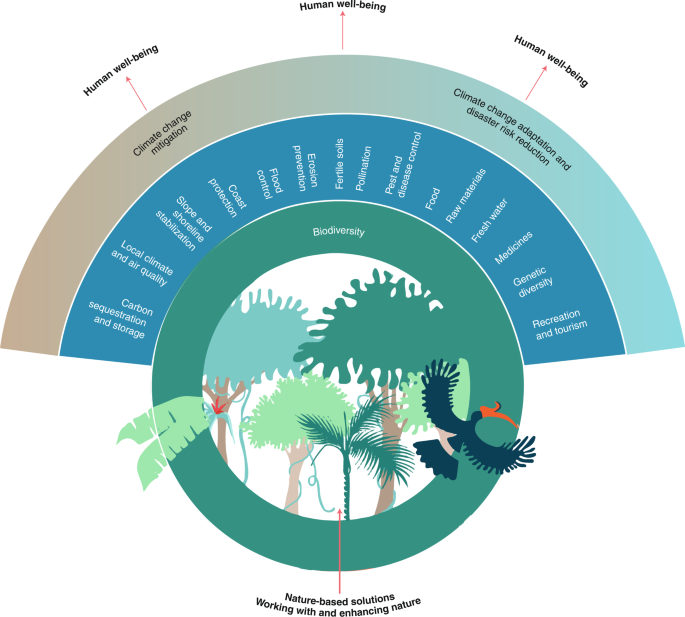 Human well-being
Human well-being
Human well-being
Climate change
mitigation
Climate change adaptation and
disaster risk reduction
Carbon
sequestration
and storage
Local climate
and air quality
Slope and
shoreline
stabilization
Coast
protection
Flood
control
Erosion
prevention
Fertile soils
Pollination
Pest and
disease control
Food
Raw materials
Fresh water
Medicines
Genetic
diversity
Recreation
and tourism
Biodiversity
Nature-based solutions
Working with and enhancing nature